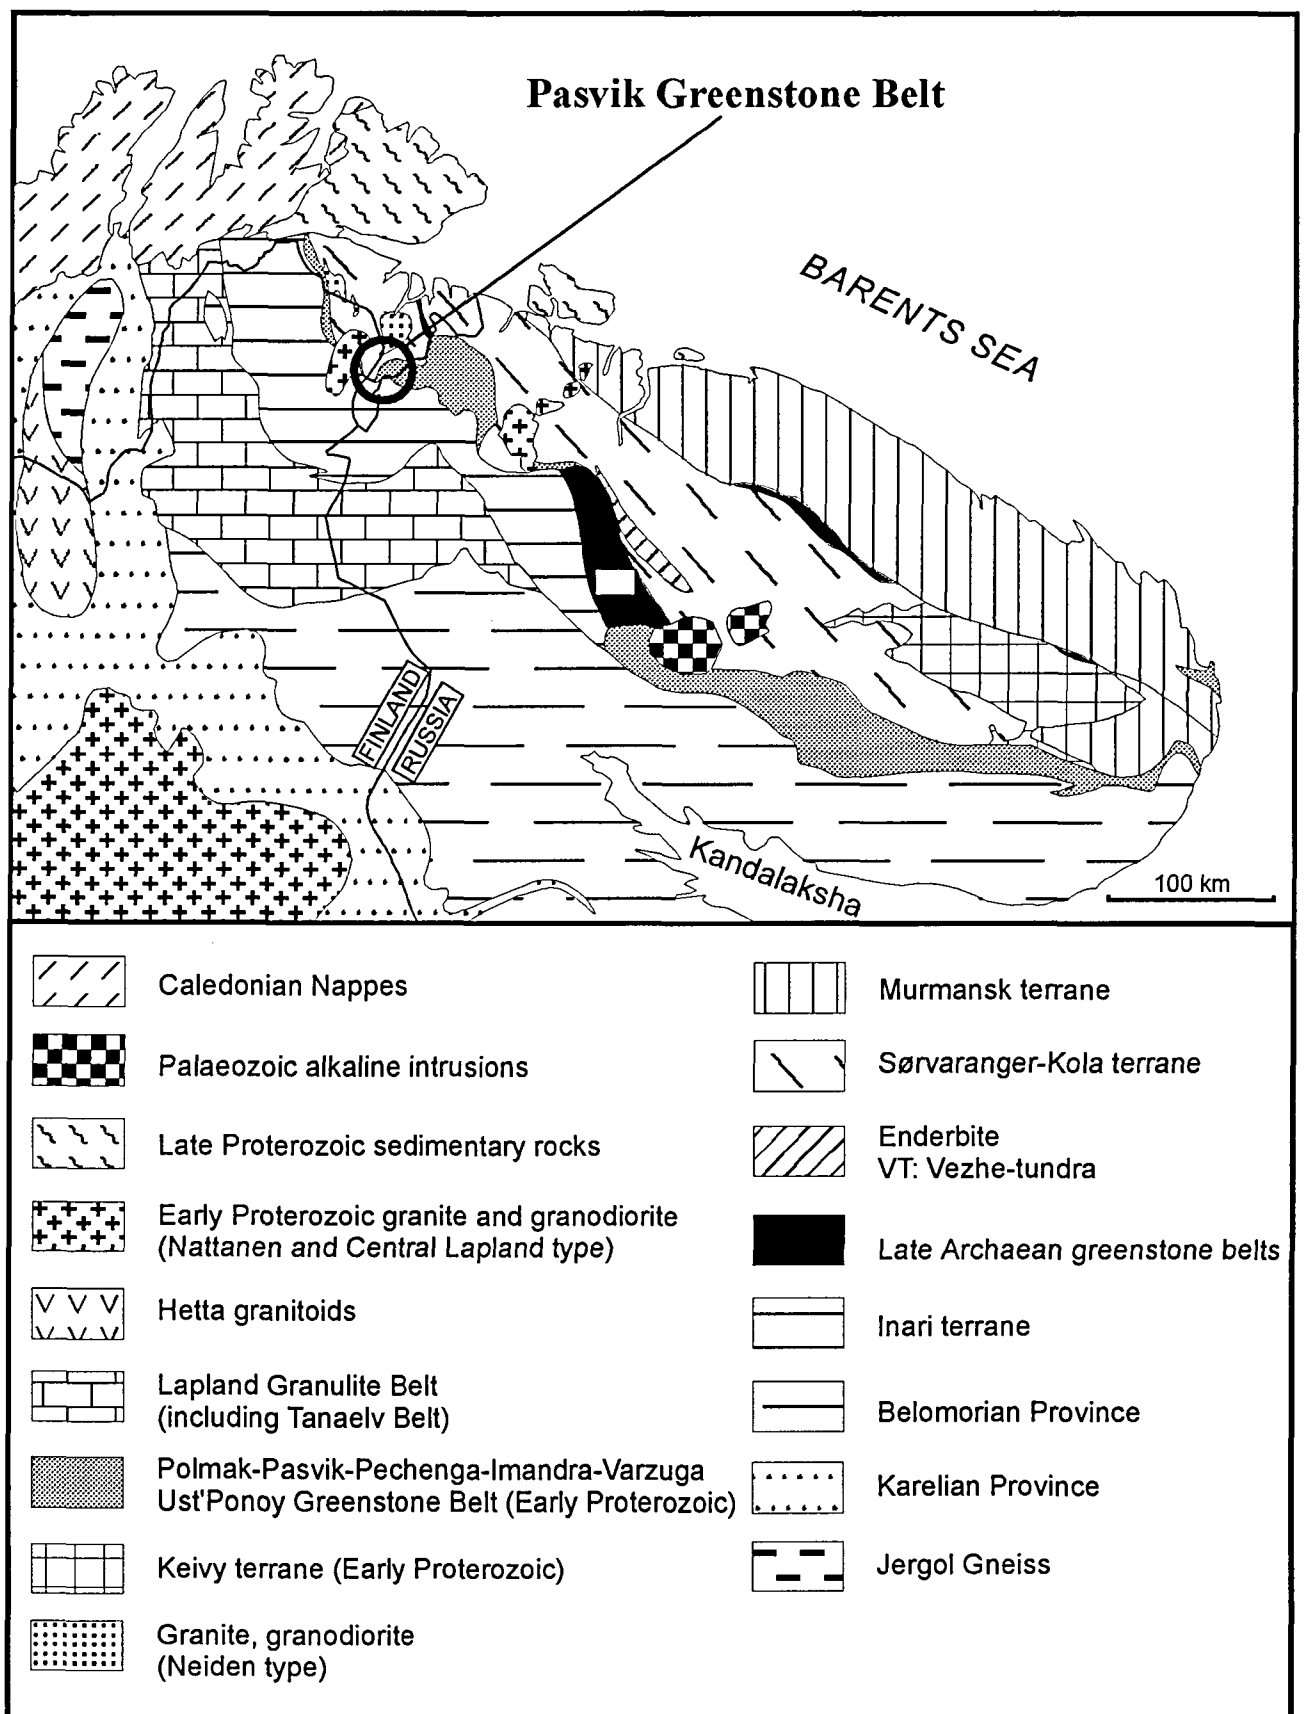 Pasvik Greenstone Belt
BARENTS SEA
FINLAND
RUSSIA
Kandalaksha
100 km
Caledonian Nappes
Palaeozoic alkaline intrusions
Late Proterozoic sedimentary rocks
Early Proterozoic granite and granodiorite
(Nattanen and Central Lapland type)
Hetta granitoids
Lapland Granulite Belt
(including Tanaelv Belt)
Polmak-Pasvik-Pechenga-Imandra-Varzuga
Ust'Ponoy Greenstone Belt (Early Proterozoic)
Keivy terrane (Early Proterozoic)
Granite, granodiorite
(Neiden type)
Murmansk terrane
Sørvaranger-Kola terrane
Enderbite
VT: Vezhe-tundra
Late Archaean greenstone belts
Inari terrane
Belomorian Province
Karelian Province
Jergol Gneiss